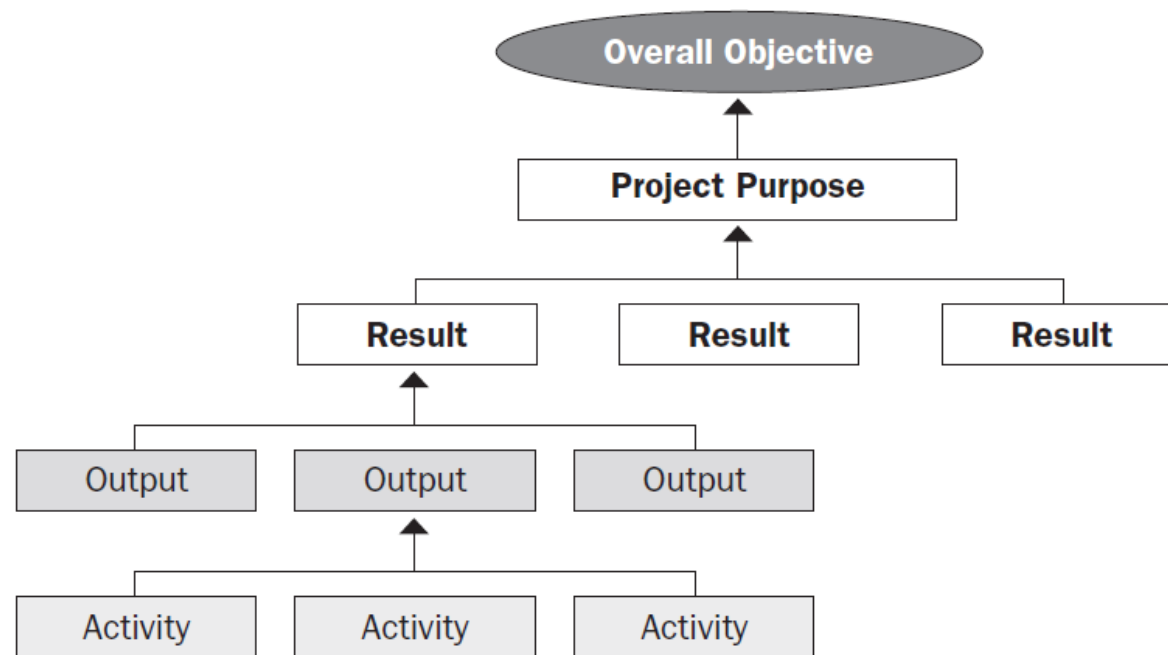 Overall Objective
Project Purpose
Result
Result
Result
Output
Output
Output
Activity
Activity
Activity